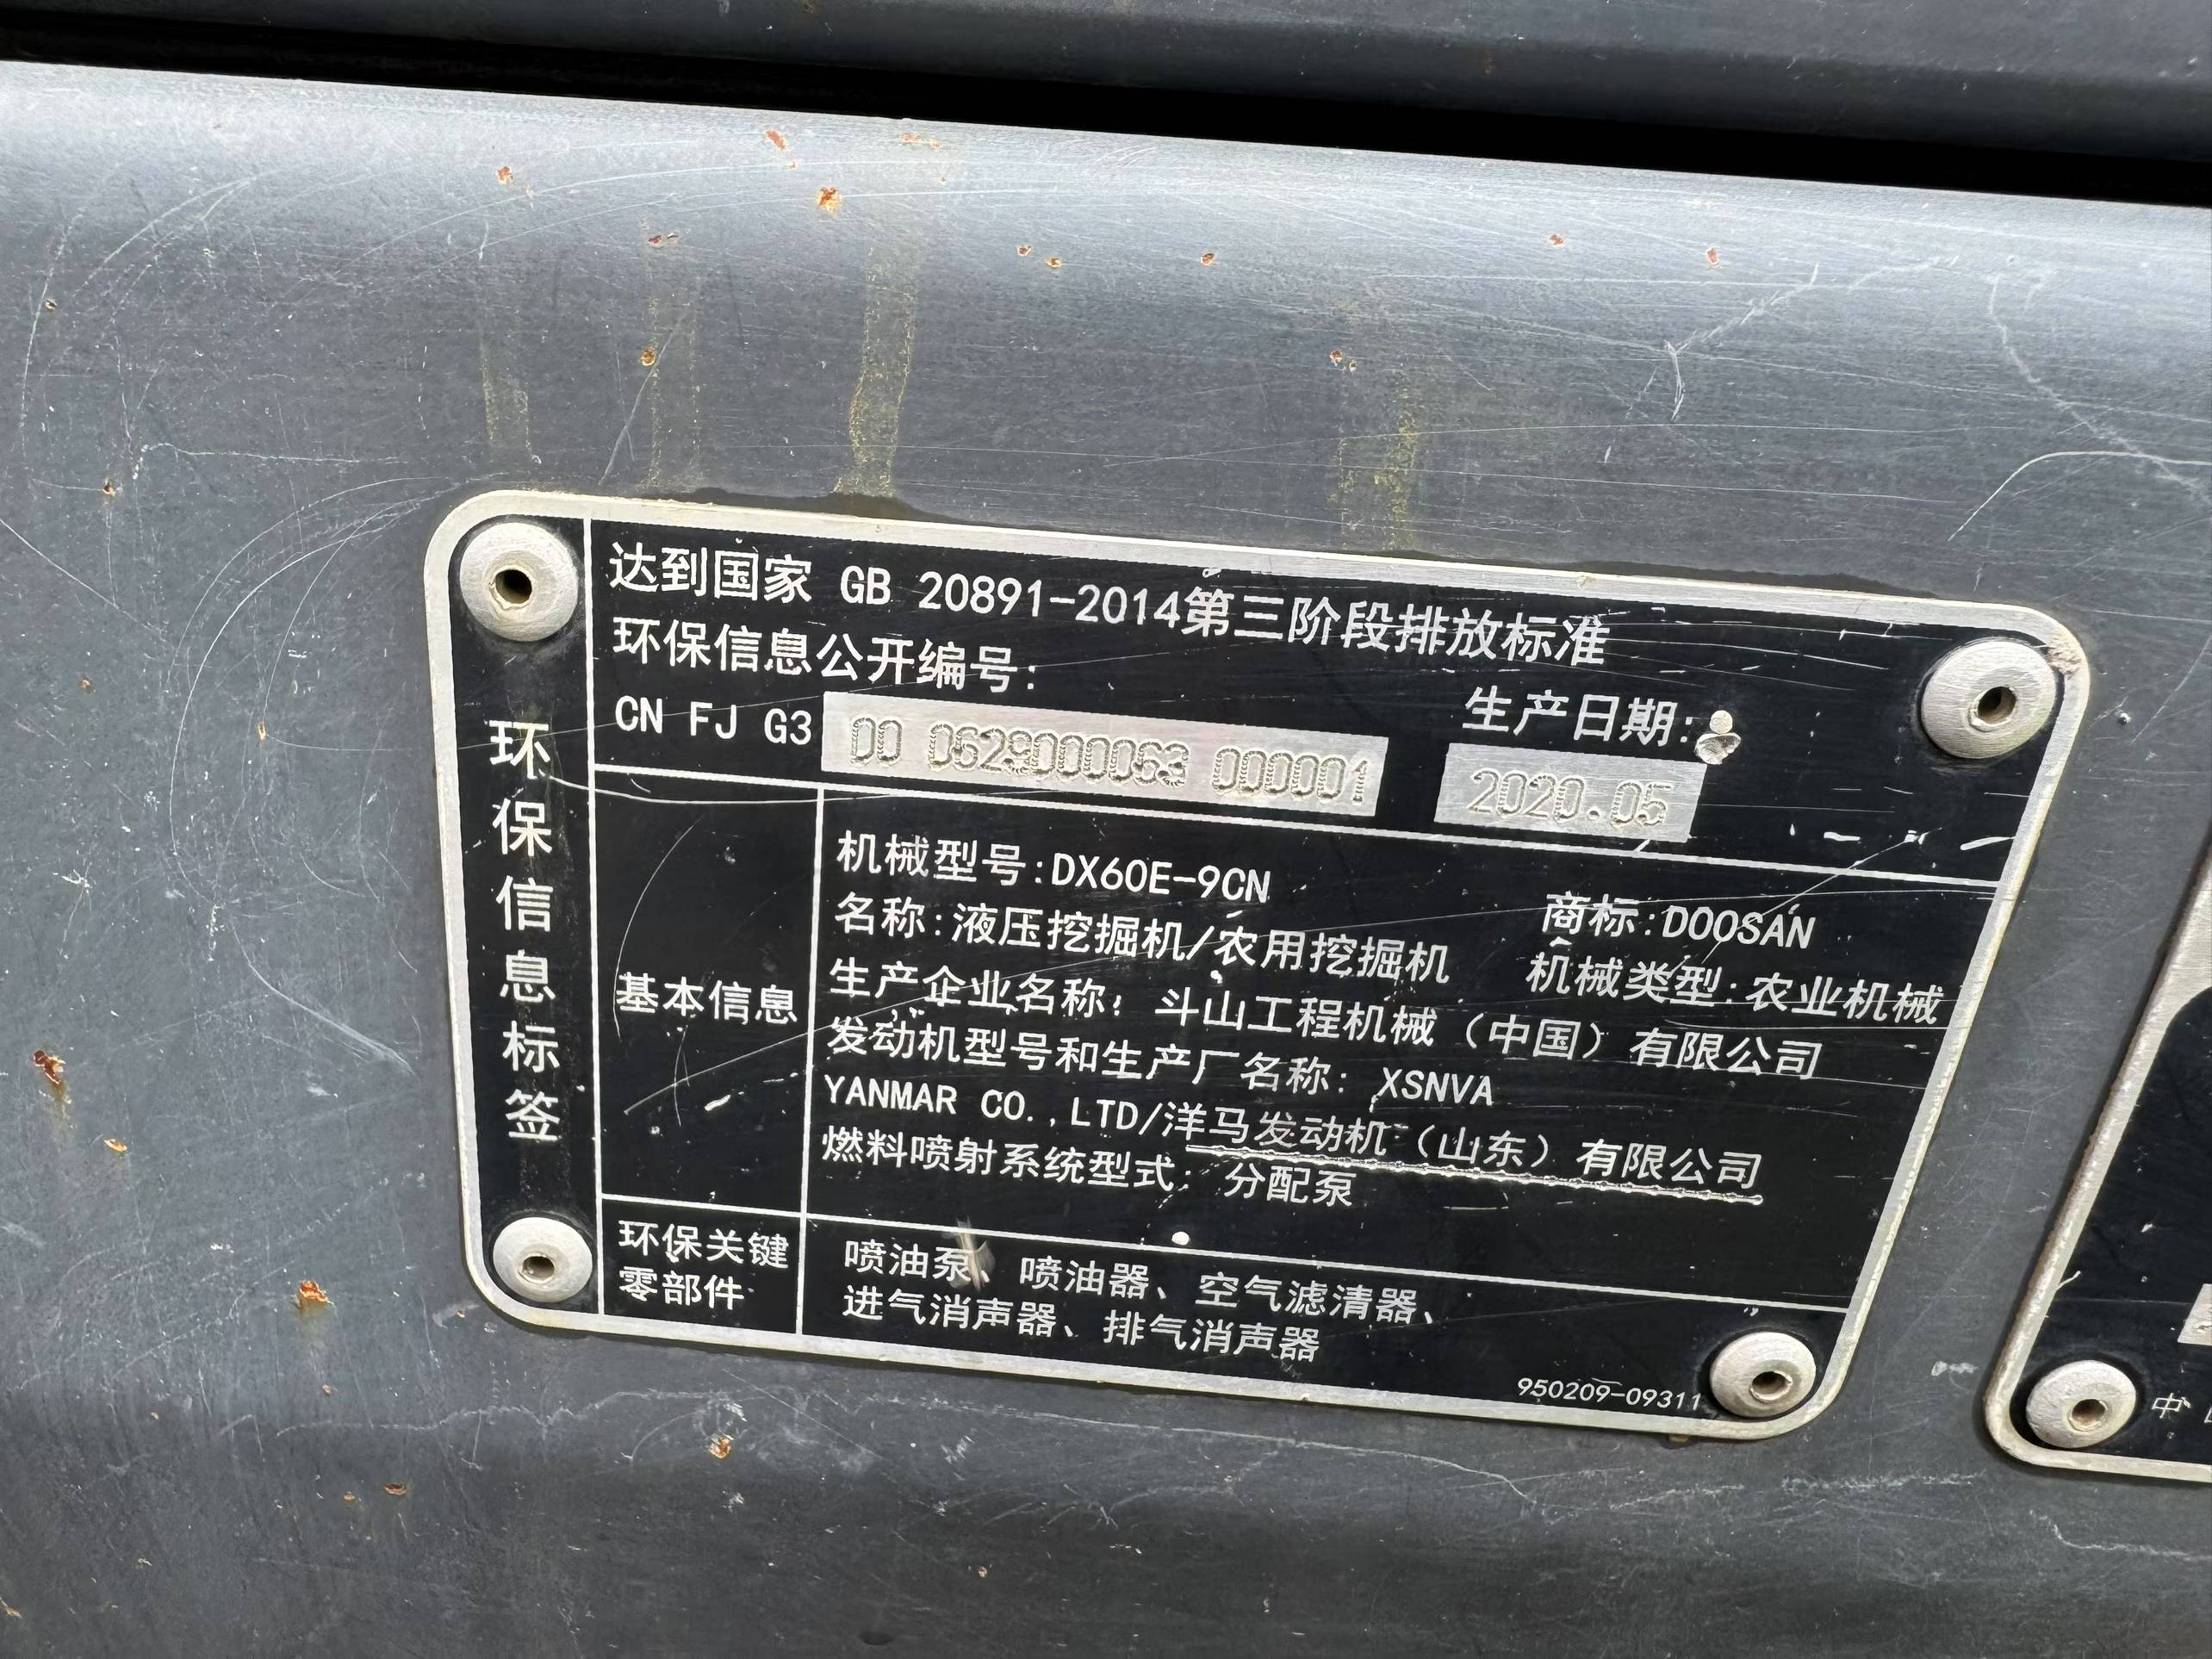 环保信息标签
达到国家 GB 20891-2014第三阶段排放标准
环保信息公开编号:
生产日期:
CN FJ G3 00 0629000063 000001
2020.05
基本信息
机械型号:DX60E-9CN
商标:DOOSAN
名称:液压挖掘机/农用挖掘机
机械类型:农业机械
生产企业名称: 斗山工程机械（中国）有限公司
发动机型号和生产厂名称: XSNVA
YANMAR CO.,LTD/洋马发动机（山东）有限公司
燃料喷射系统型式: 分配泵
环保关键
零部件
喷油泵、喷油器、空气滤清器、
进气消声器、排气消声器
950209-09311
中